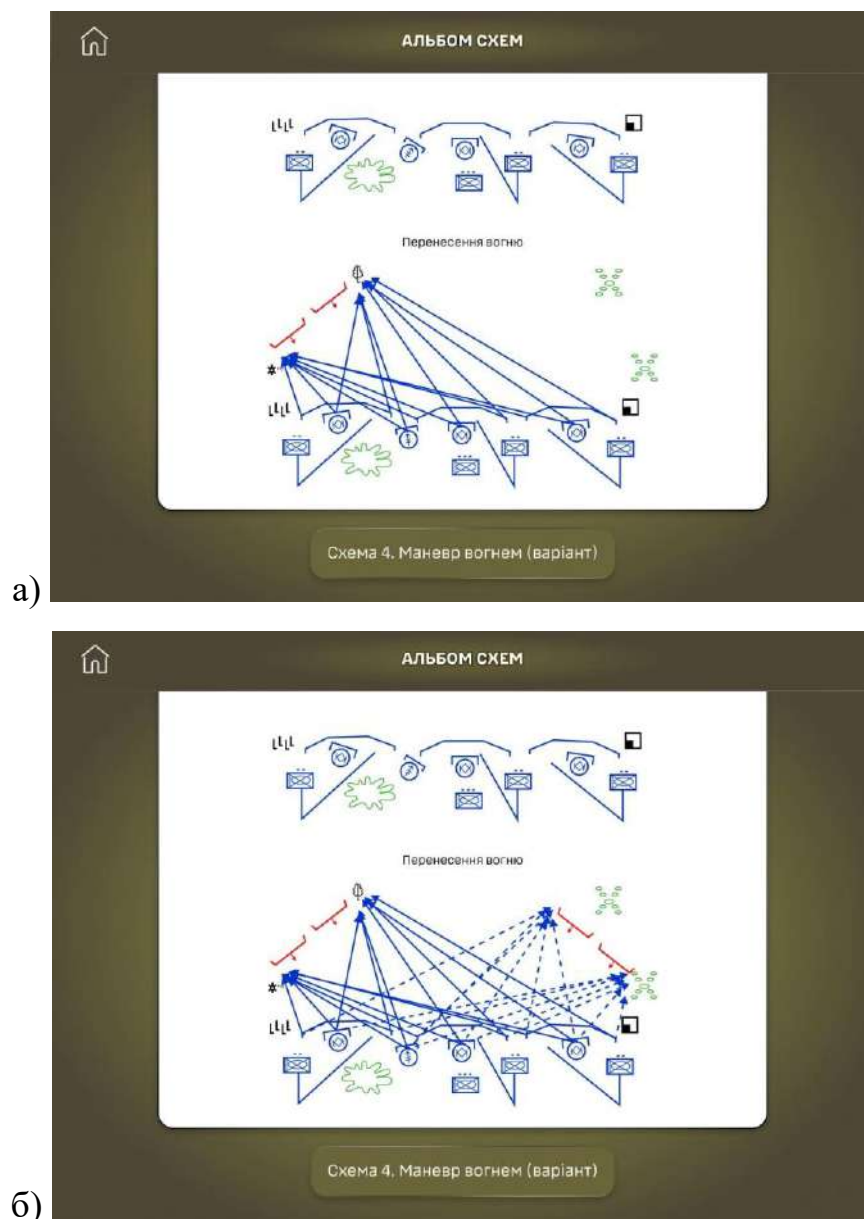 АЛЬБОМ СХЕМ
Перенесення вогню
Схема 4. Маневр вогнем (варіант)
а)
АЛЬБОМ СХЕМ
Перенесення вогню
Схема 4. Маневр вогнем (варіант)
б)